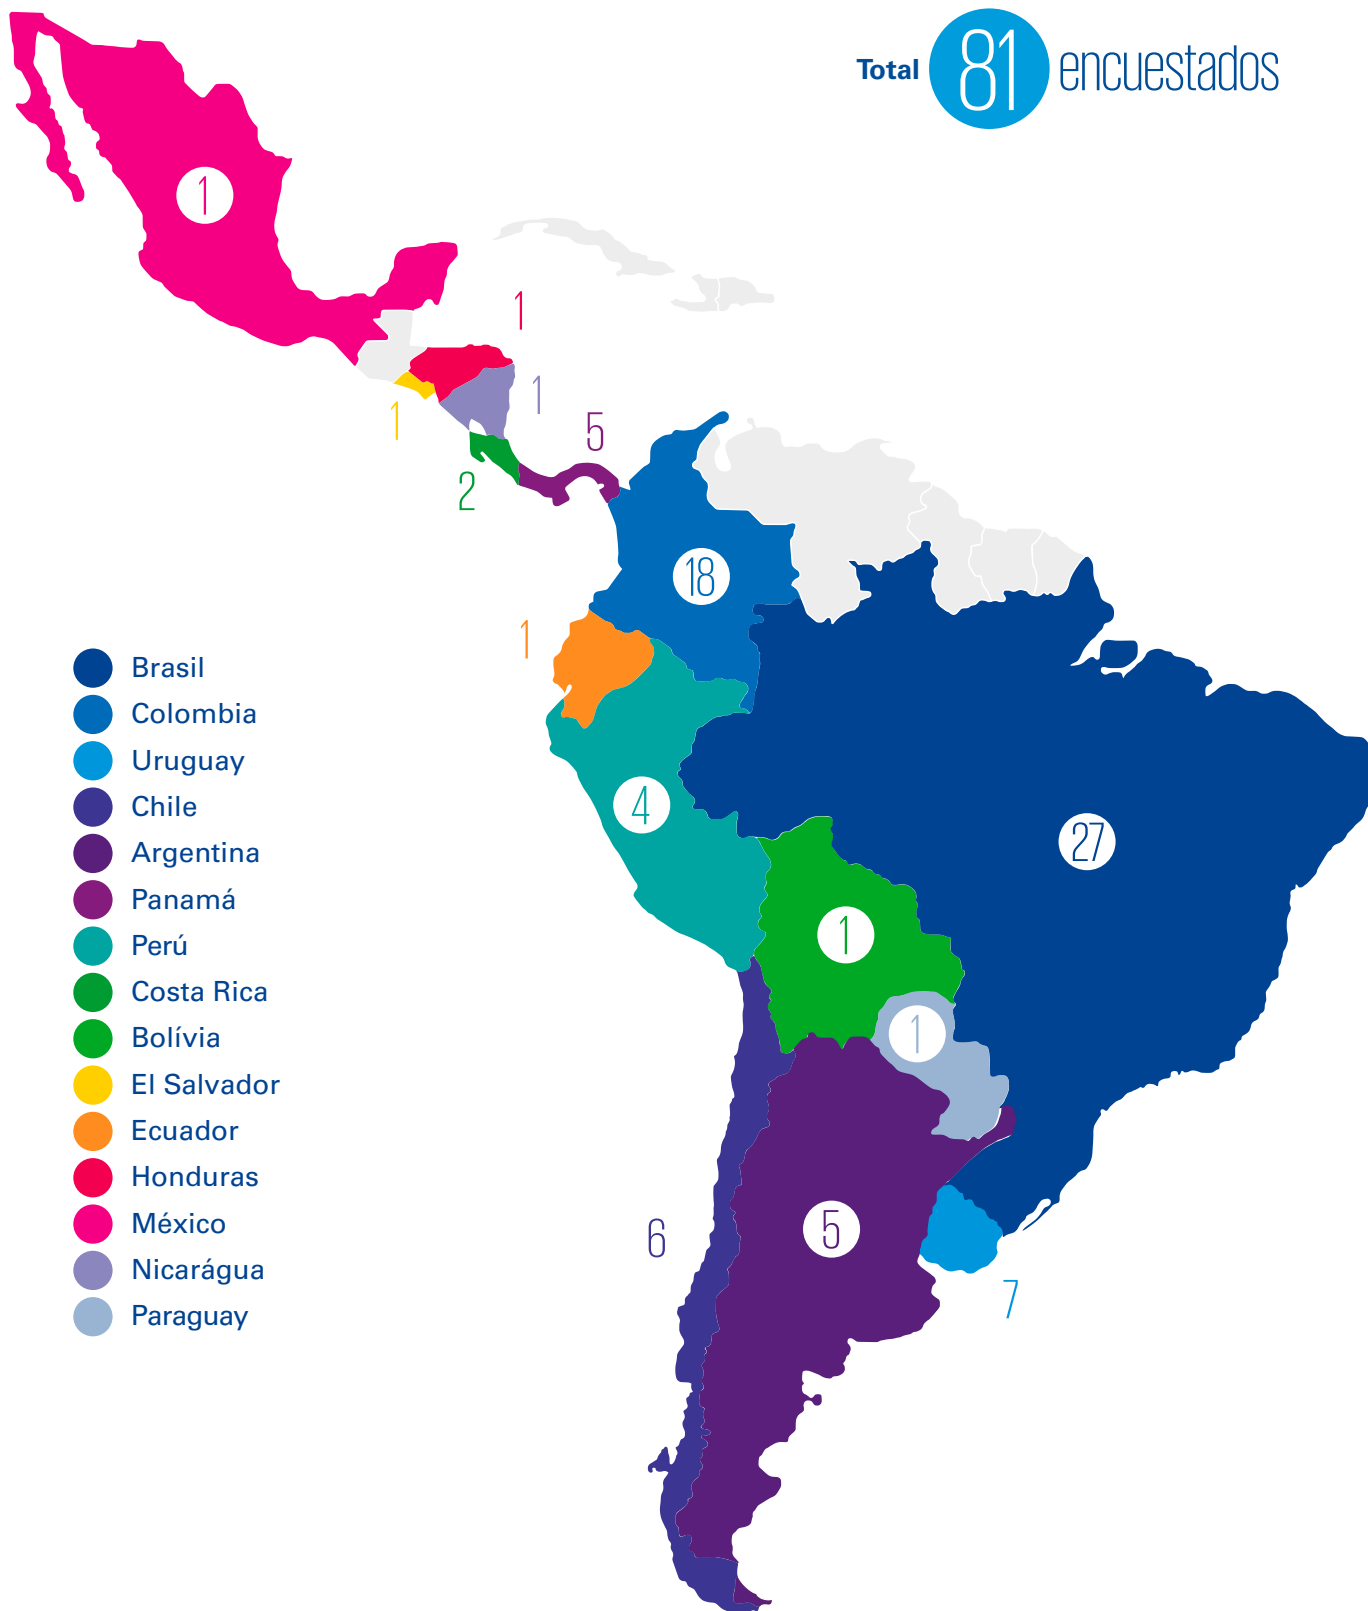 Total 81 encuestados
1
1
1
1
5
2
18
1
4
27
1
1
5
6
7
Brasil
Colombia
Uruguay
Chile
Argentina
Panamá
Perú
Costa Rica
Bolívia
El Salvador
Ecuador
Honduras
México
Nicarágua
Paraguay